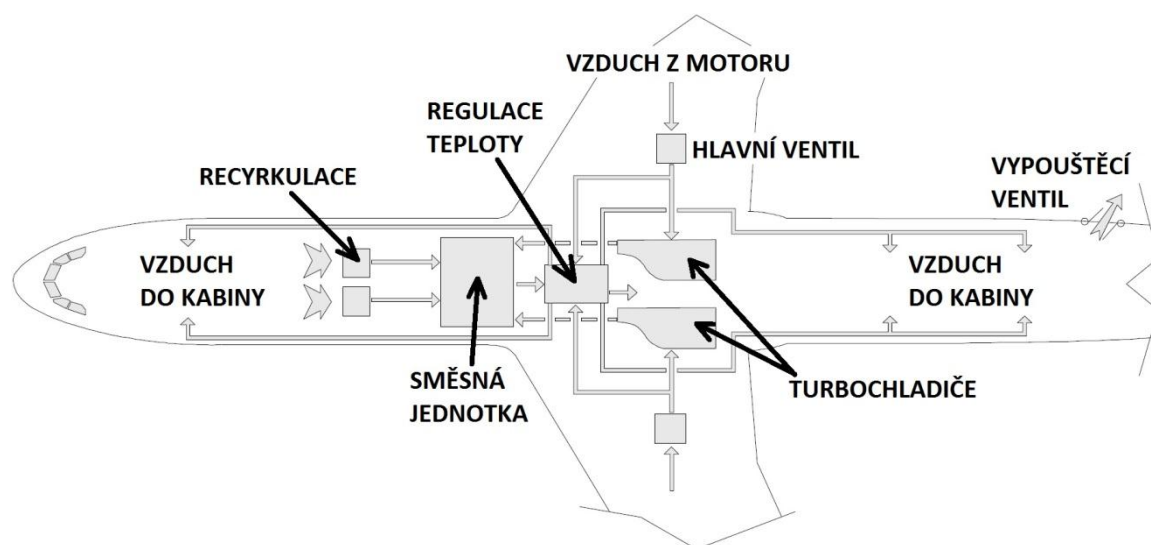 VZDUCH Z MOTORU
REGULACE
TEPLOTY
HLAVNÍ VENTIL
VYPOUŠTĚCÍ
VENTIL
RECYRKULACE
VZDUCH
DO KABINY
VZDUCH
DO KABINY
SMĚSNÁ
JEDNOTKA
TURBOCHLADIČE